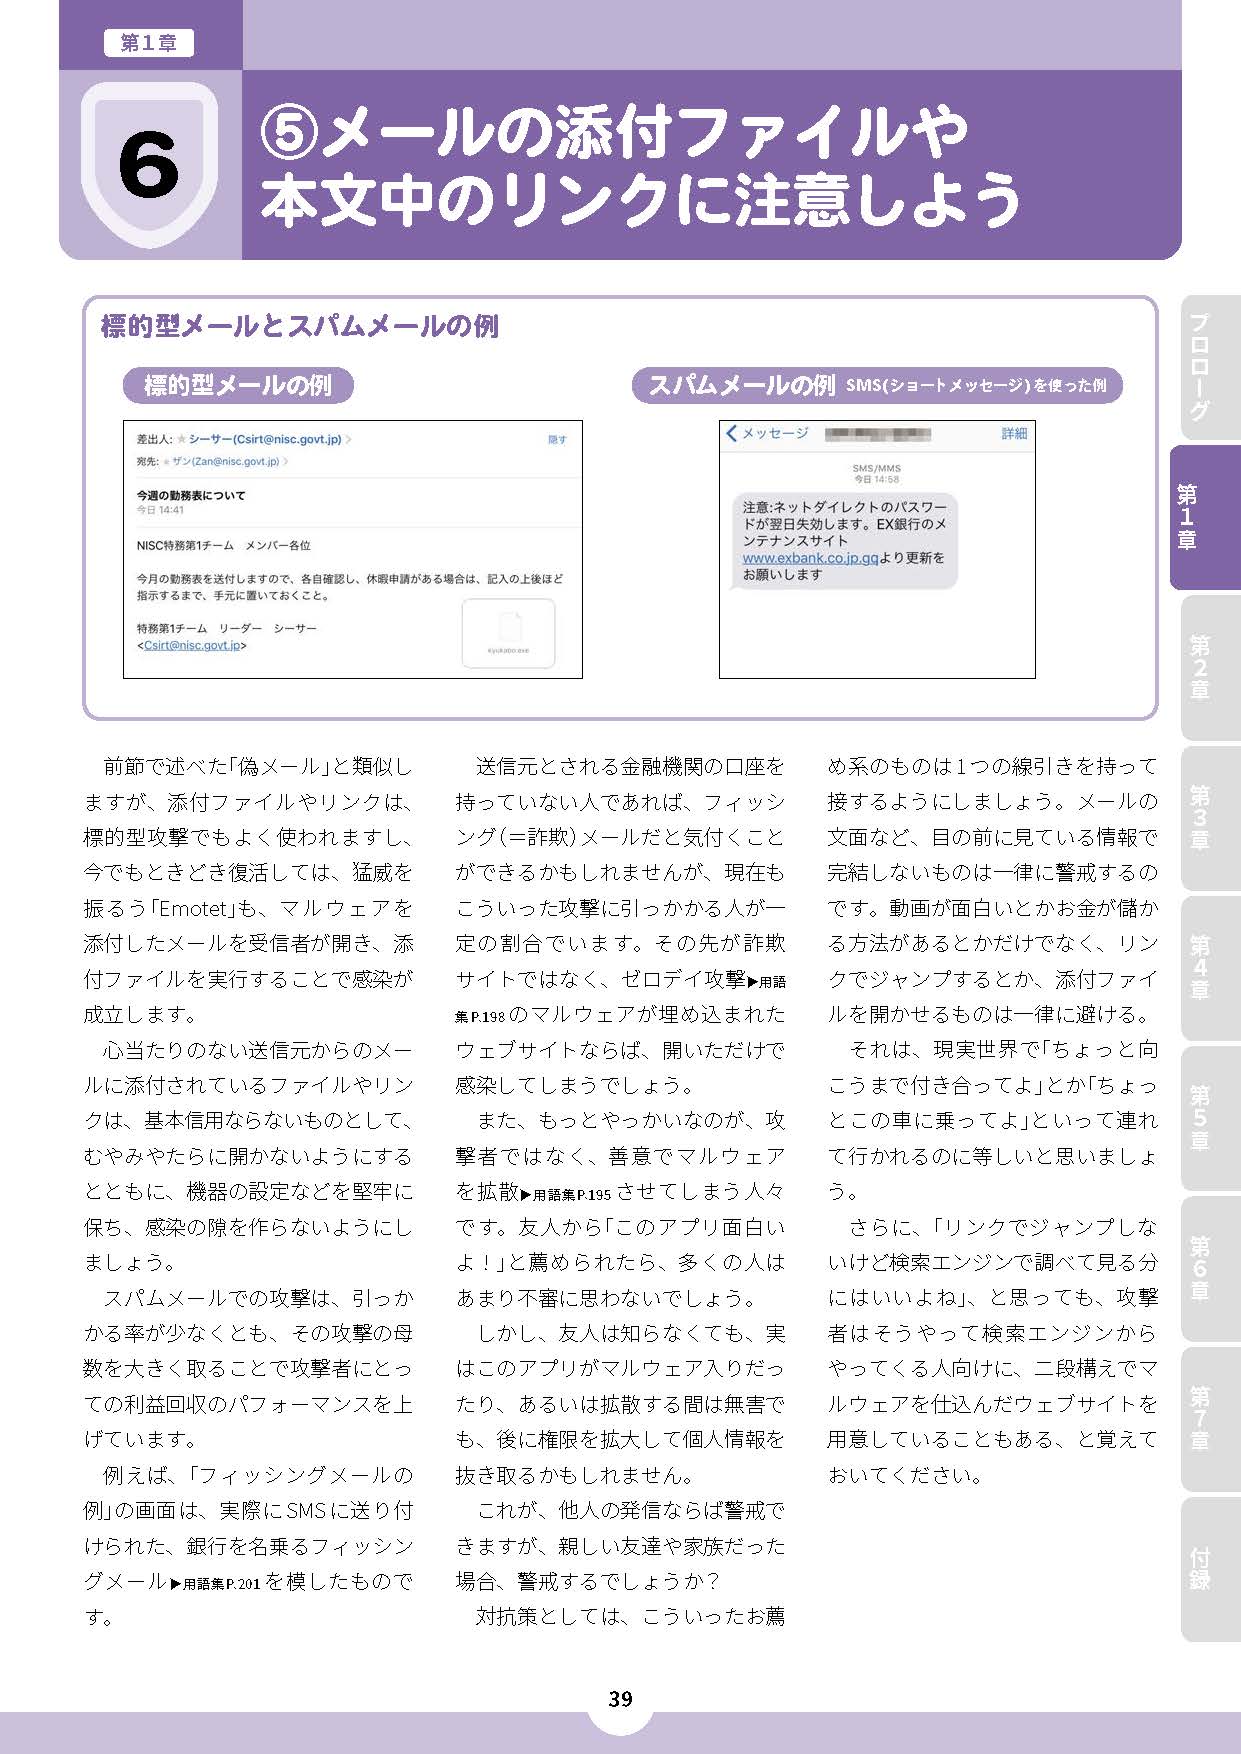 第1章
6
⑤メールの添付ファイルや
本文中のリンクに注意しよう
標的型メールとスパムメールの例
標的型メールの例
差出人: ★ シーサー(Csirt@nisc.govt.jp) >
隠す
宛先: ★ ザン(Zan@nisc.govt.jp) >
今週の勤務表について
今日 14:41
NISC特務第1チーム　メンバー各位
今月の勤務表を送付しますので、各自確認し、休暇申請がある場合は、記入の上後ほど
指示するまで、手元に置いておくこと。
特務第1チーム　リーダー　シーサー
<Csirt@nisc.govt.jp>
スパムメールの例 SMS(ショートメッセージ)を使った例
メッセージ
詳細
SMS/MMS
今日 14:58
注意:ネットダイレクトのパスワー
ドが翌日失効します。EX銀行のメ
ンテナンスサイト
www.exbank.co.jp.gqより更新を
お願いします
前節で述べた「偽メール」と類似し
ますが、添付ファイルやリンクは、
標的型攻撃でもよく使われますし、
今でもときどき復活しては、猛威を
振るう「Emotet」も、マルウェアを
添付したメールを受信者が開き、添
付ファイルを実行することで感染が
成立します。
心当たりのない送信元からのメー
ルに添付されているファイルやリン
クは、基本信用ならないものとして、
むやみやたらに開かないようにする
とともに、機器の設定などを堅牢に
保ち、感染の隙を作らないようにし
ましょう。
スパムメールでの攻撃は、引っか
かる率が少なくとも、その攻撃の母
数を大きく取ることで攻撃者にとっ
ての利益回収のパフォーマンスを上
げています。
例えば、「フィッシングメールの
例」の画面は、実際にSMSに送り付
けられた、銀行を名乗るフィッシン
グメール▶用語集P.201を模したもので
す。
送信元とされる金融機関の口座を
持っていない人であれば、フィッシ
ング(＝詐欺)メールだと気付くこと
ができるかもしれませんが、現在も
こういった攻撃に引っかかる人が一
定の割合でいます。その先が詐欺
サイトではなく、ゼロデイ攻撃▶用語
集P.198のマルウェアが埋め込まれた
ウェブサイトならば、開いただけで
感染してしまうでしょう。
また、もっとやっかいなのが、攻
撃者ではなく、善意でマルウェア
を拡散▶用語集P.195させてしまう人々
です。友人から「このアプリ面白い
よ！」と薦められたら、多くの人は
あまり不審に思わないでしょう。
しかし、友人は知らなくても、実
はこのアプリがマルウェア入りだっ
たり、あるいは拡散する間は無害で
も、後に権限を拡大して個人情報を
抜き取るかもしれません。
これが、他人の発信ならば警戒で
きますが、親しい友達や家族だった
場合、警戒するでしょうか？
対抗策としては、こういったお薦
め系のものは1つの線引きを持って
接するようにしましょう。メールの
文面など、目の前に見ている情報で
完結しないものは一律に警戒するの
です。動画が面白いとかお金が儲か
る方法があるとかだけでなく、リン
クでジャンプするとか、添付ファイ
ルを開かせるものは一律に避ける。
それは、現実世界で「ちょっと向
こうまで付き合ってよ」とか「ちょっ
とこの車に乗ってよ」といって連れ
て行かれるのに等しいと思いましょ
う。
さらに、「リンクでジャンプしな
いけど検索エンジンで調べて見る分
にはいいよね」、と思っても、攻撃
者はそうやって検索エンジンから
やってくる人向けに、二段構えでマ
ルウェアを仕込んだウェブサイトを
用意していることもある、と覚えて
おいてください。
プロローグ
第1章
第2章
第3章
第4章
第5章
第6章
第7章
付録
39